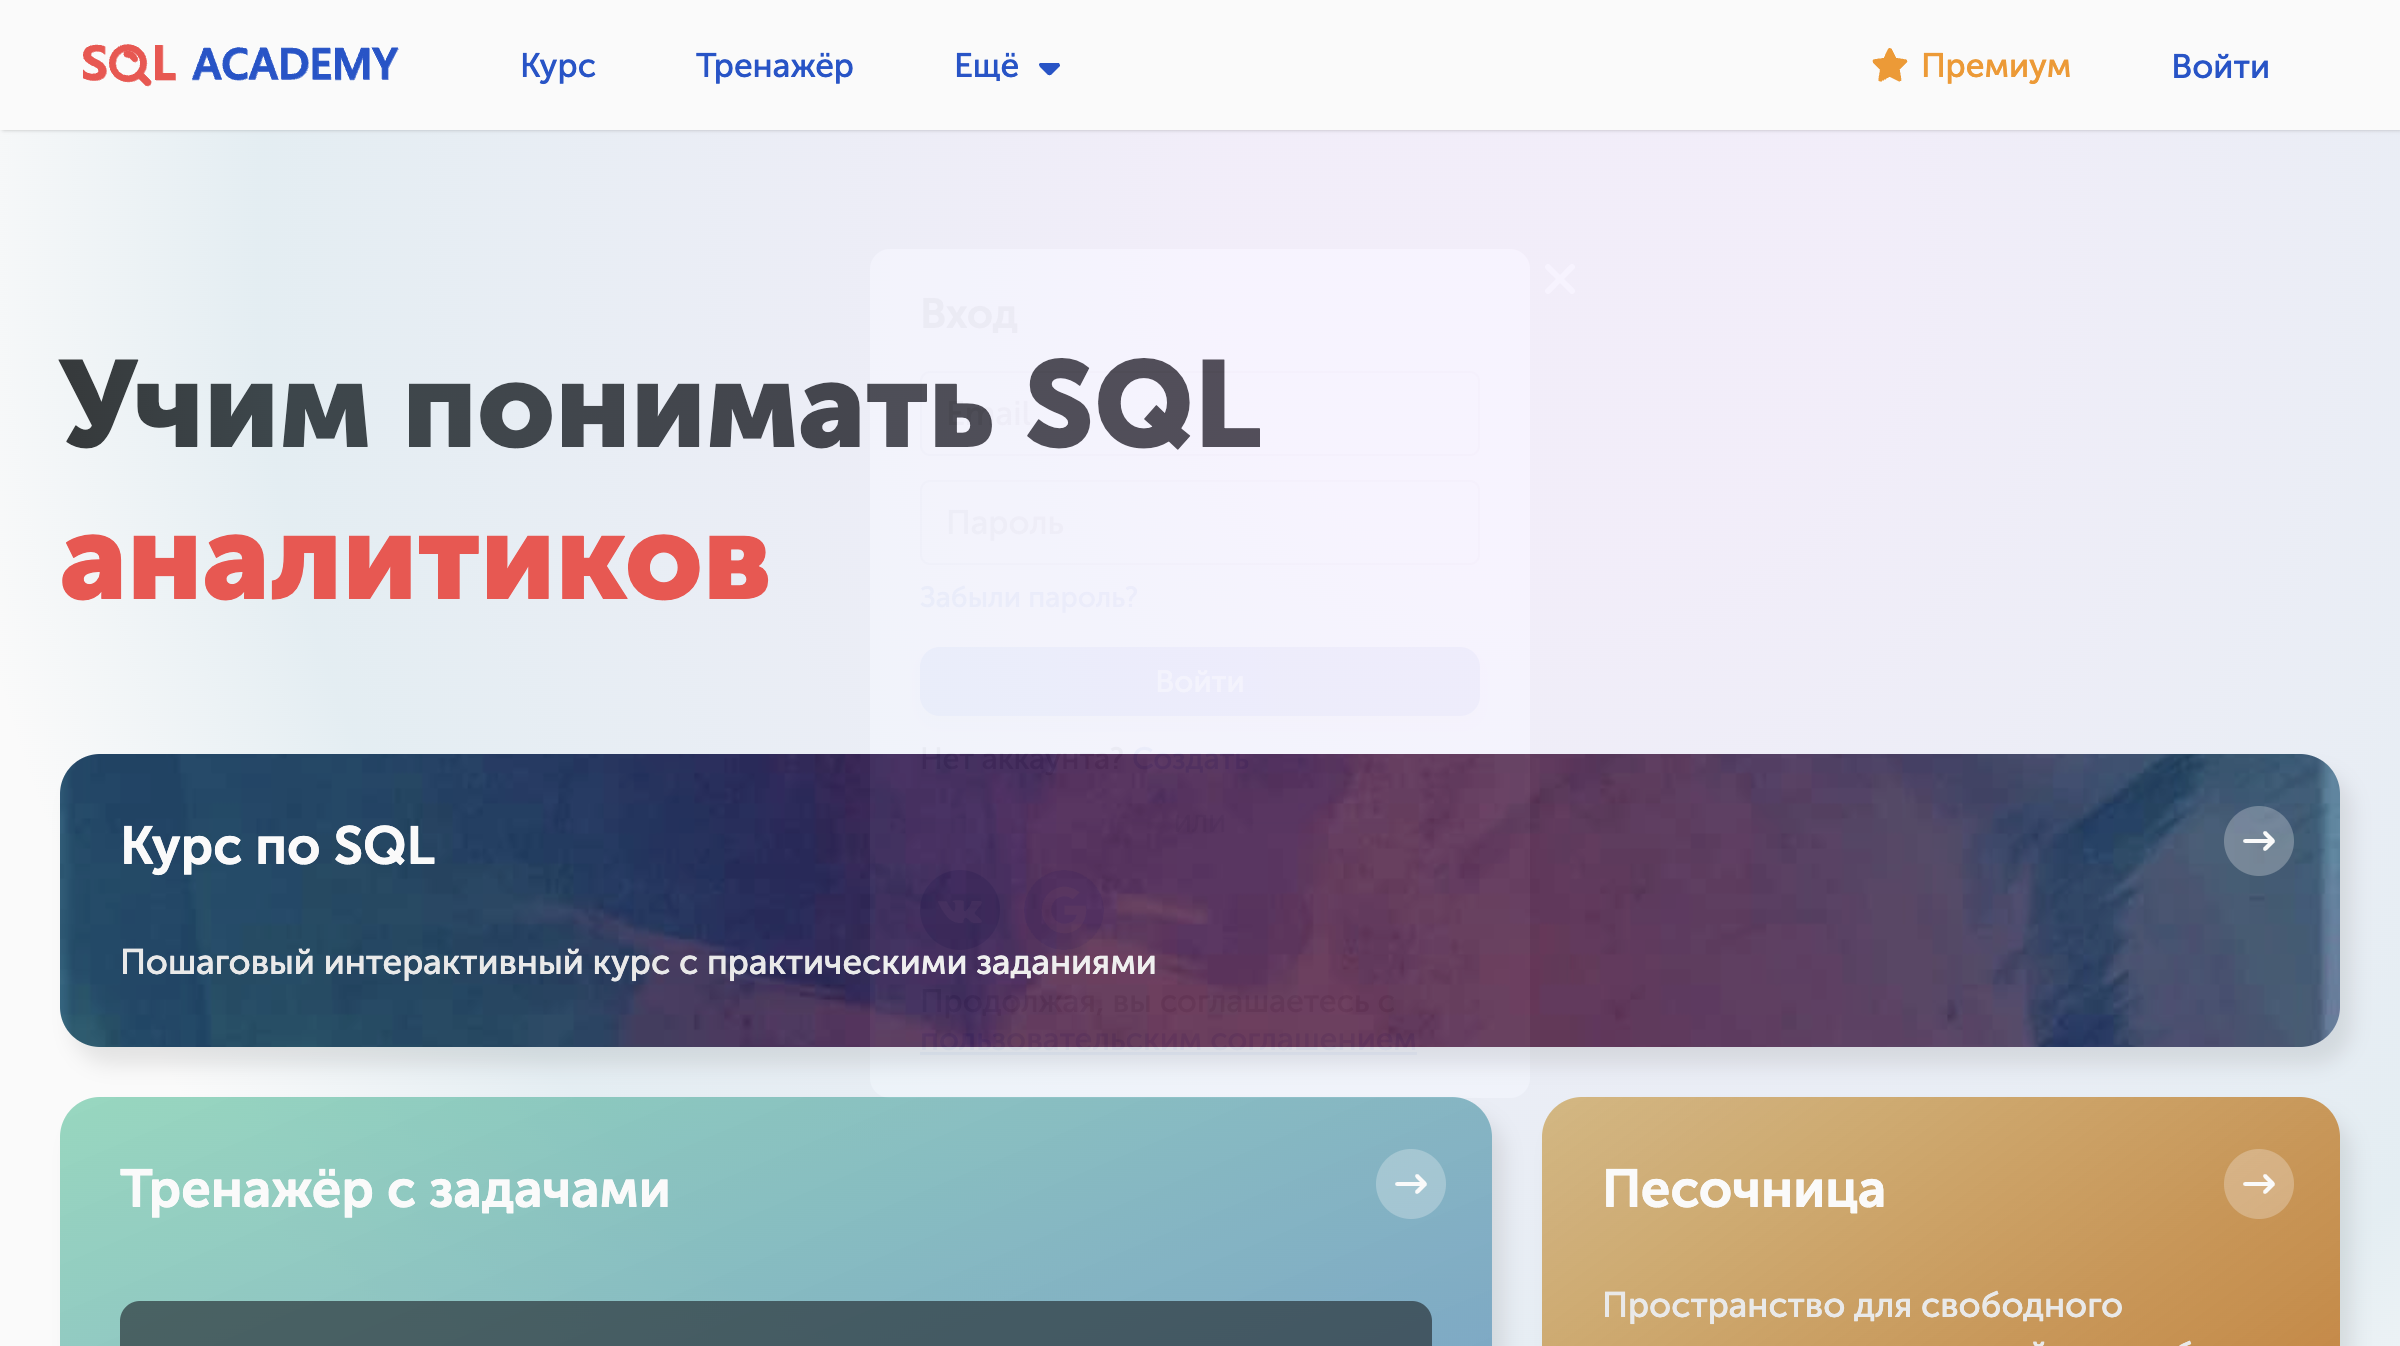 SQL ACADEMY
Курс
Тренажёр
Ещё
Премиум
Войти
Вход
Учим понимать SQL
аналитиков
Пароль
Забыли пароль?
Войти
Нет аккаунта? Создать
или
Курс по SQL
Пошаговый интерактивный курс с практическими заданиями
Продолжая, вы соглашаетесь с
пользовательским соглашением
Тренажёр с задачами
Песочница
Пространство для свободного